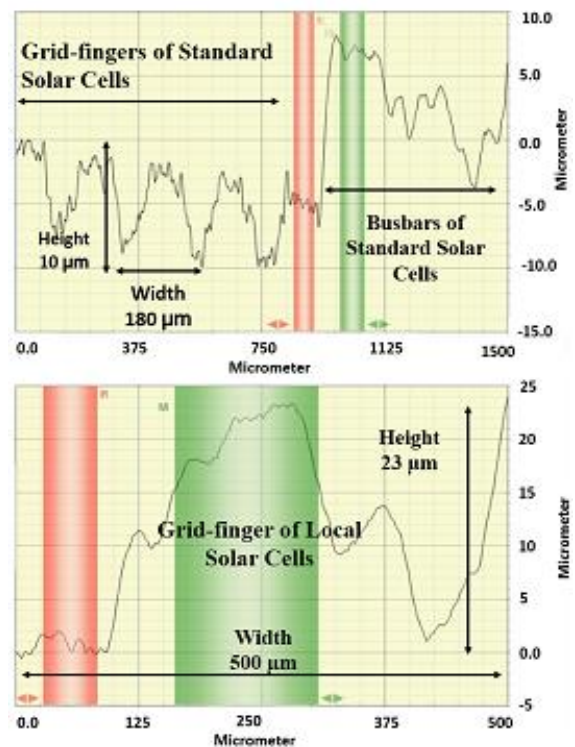 Grid-fingers of Standard
Solar Cells
R
Height
10 µm
Width
180 µm
Busbars of
Standard Solar
Cells
10.0
5.0
0.0
-5.0
-10.0
-15.0
Micrometer
0.0 375 750 1125 1500
Micrometer
R
M
Height
23 µm
Grid-finger of Local
Solar Cells
Width
500 µm
25
20
15
10
5
0.0
-5
Micrometer
0.0 125 250 375 500
Micrometer